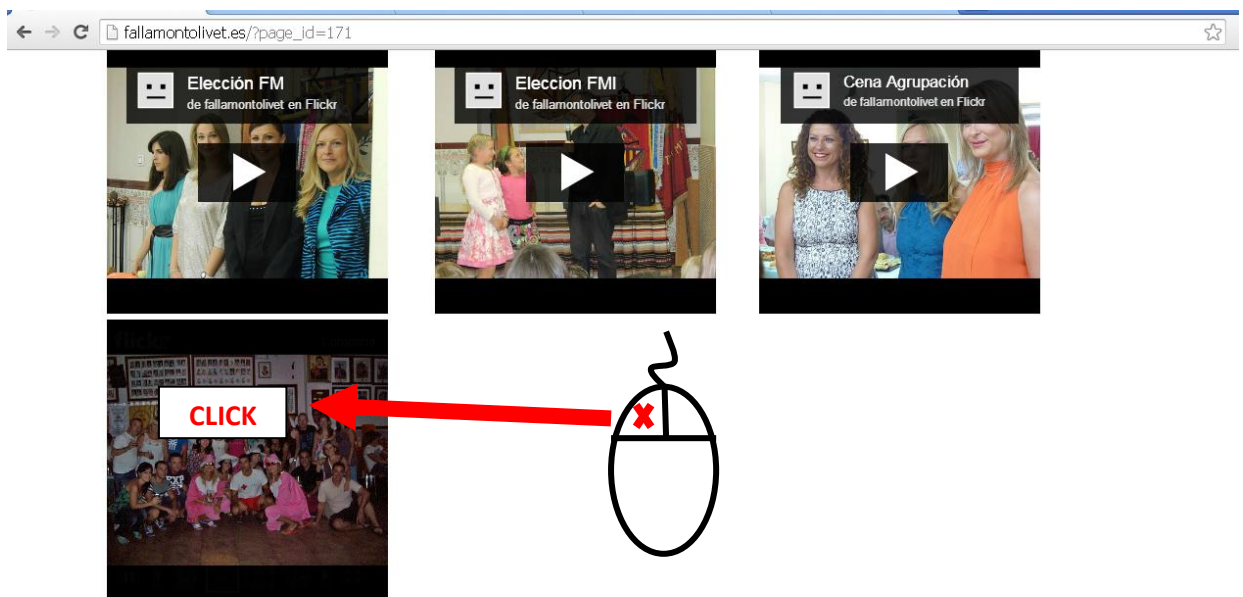 fallamontolivet.es/?page_id=171
Elección FM
de fallamontolivet en Flickr
Eleccion FMI
de fallamontolivet en Flickr
Cena Agrupación
de fallamontolivet en Flickr
flickr
CLICK
X